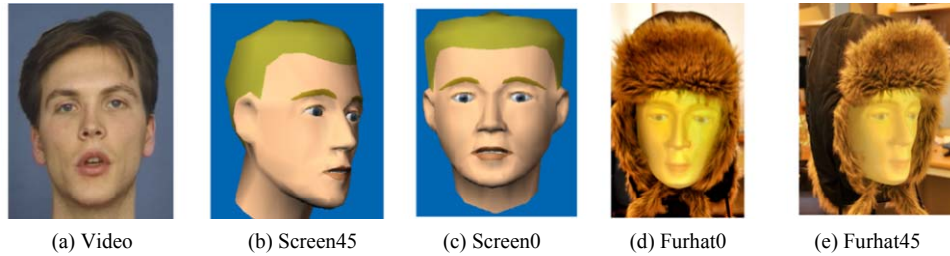 (a) Video
(b) Screen45
(c) Screen0
(d) Furhat0
(e) Furhat45